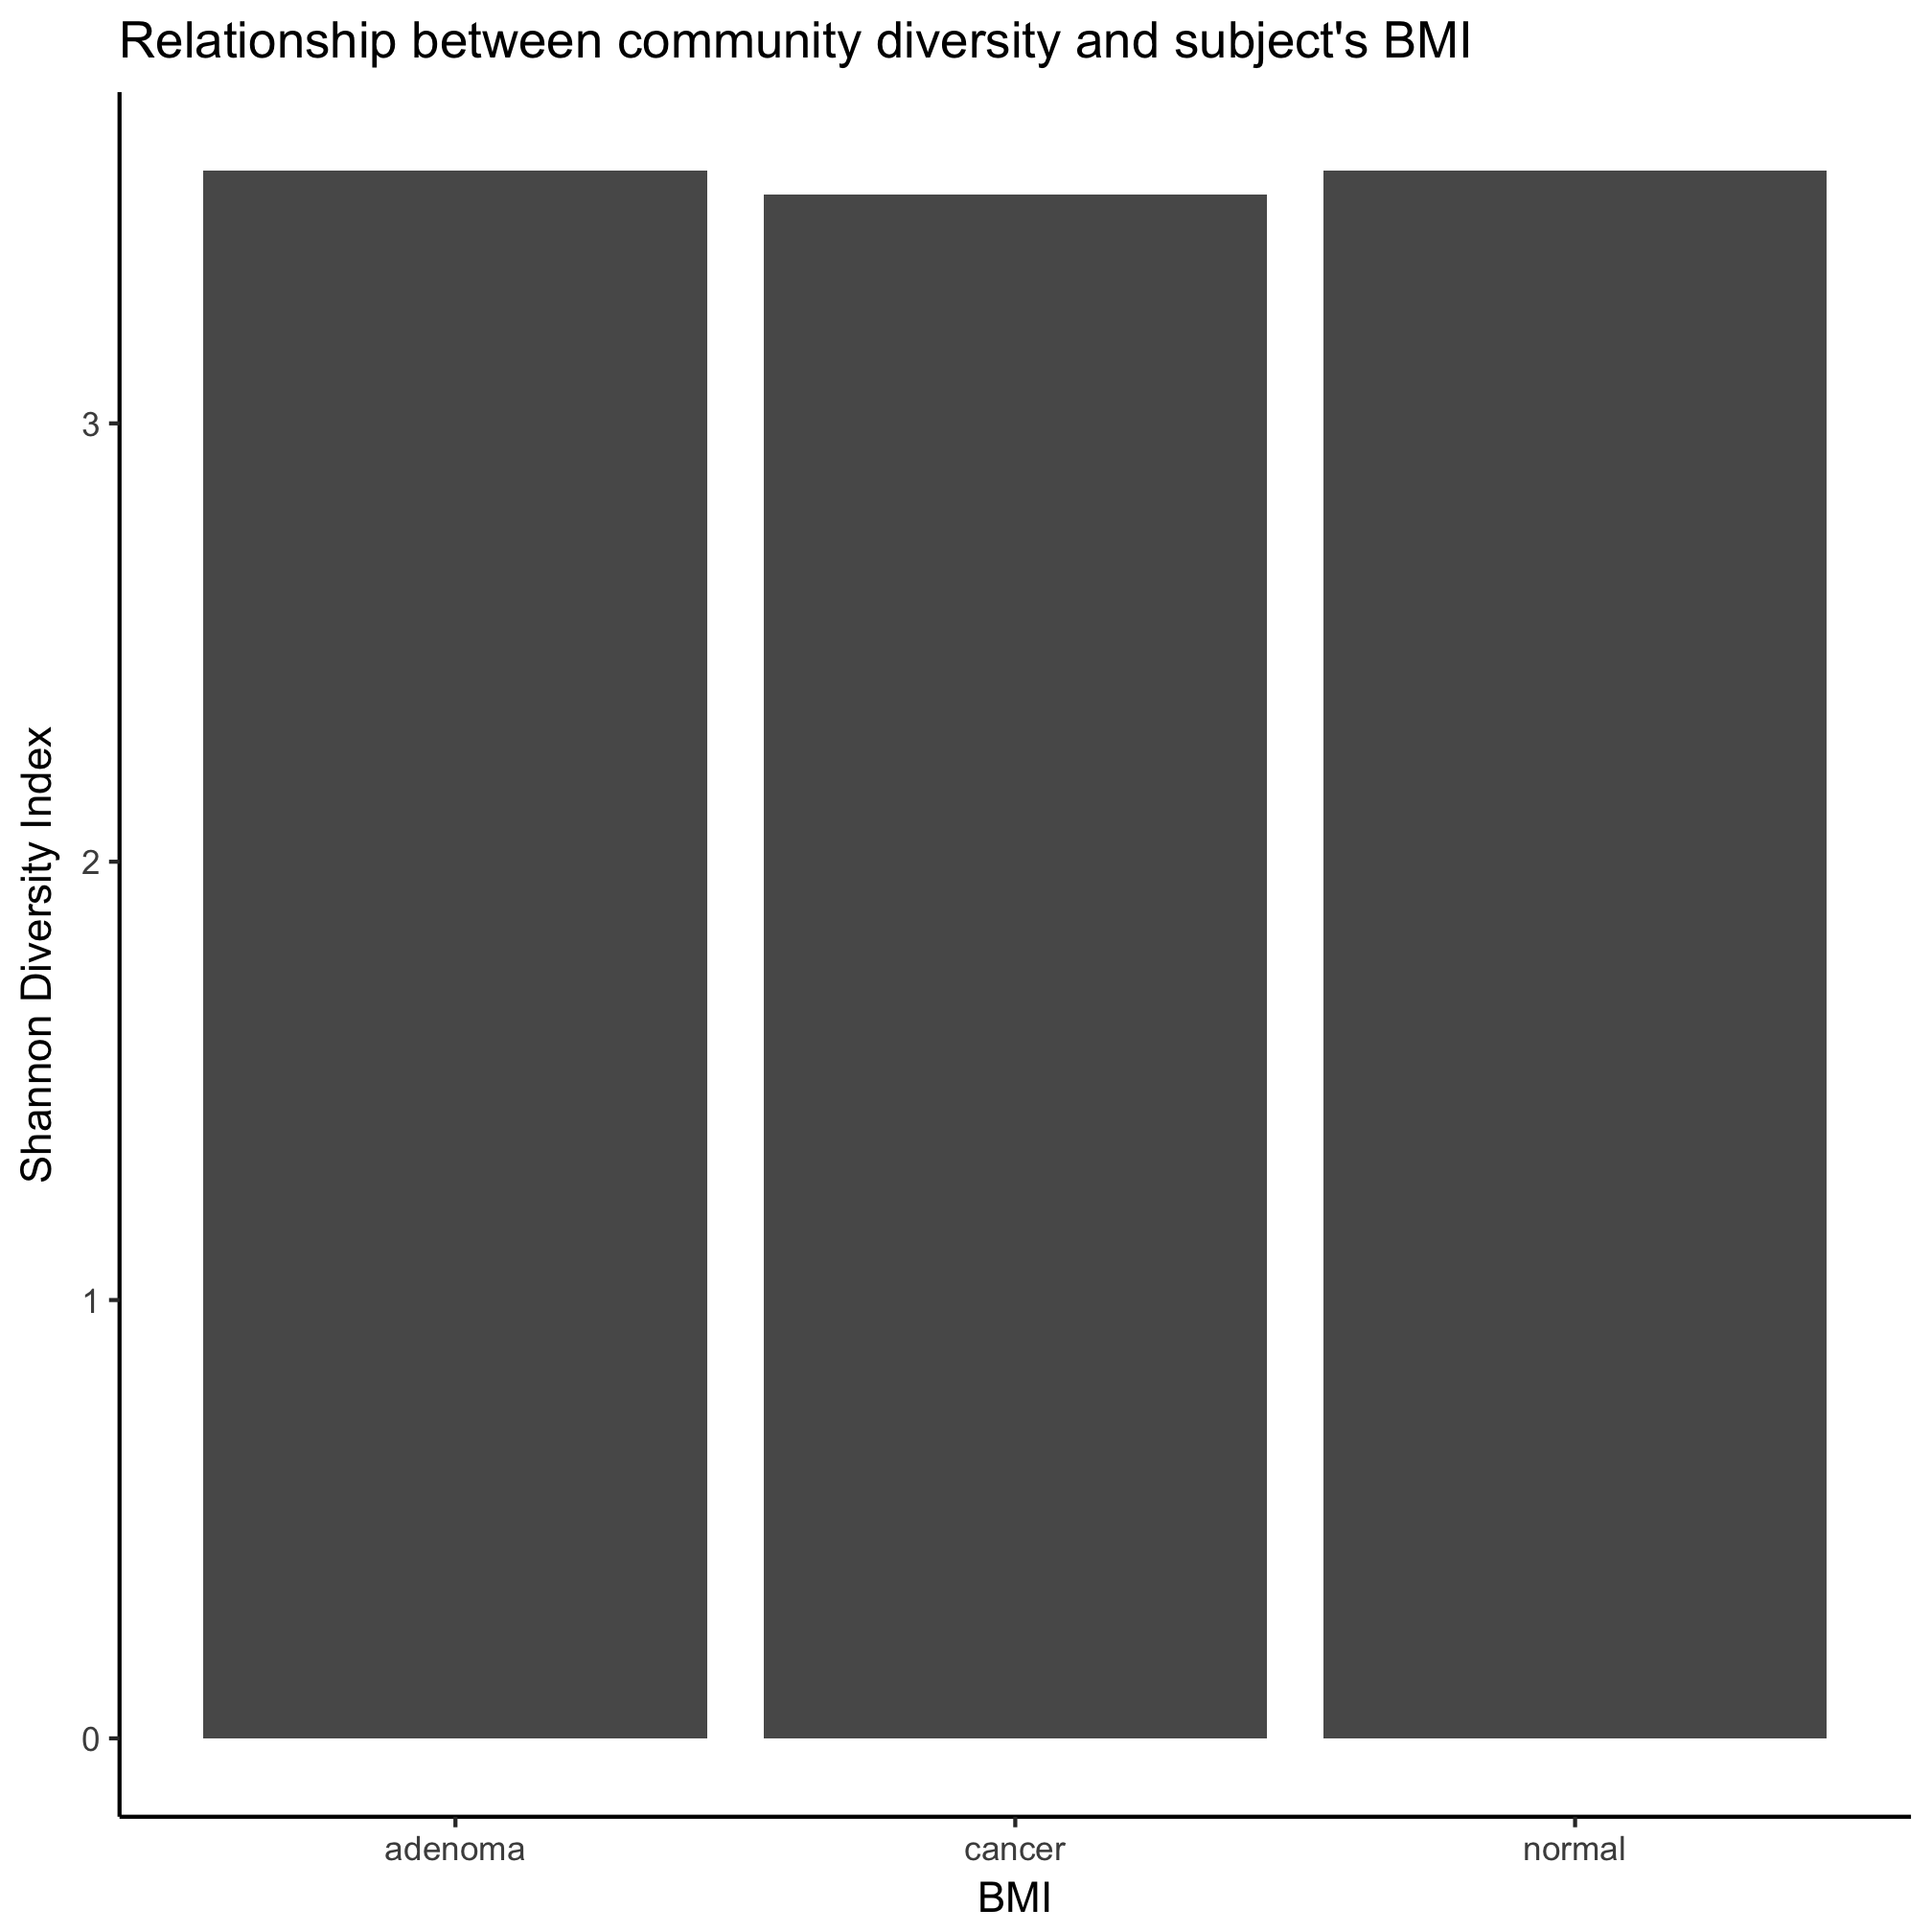 Relationship between community diversity and subject's BMI
Shannon Diversity Index
3
2
1
0
adenoma cancer normal
BMI